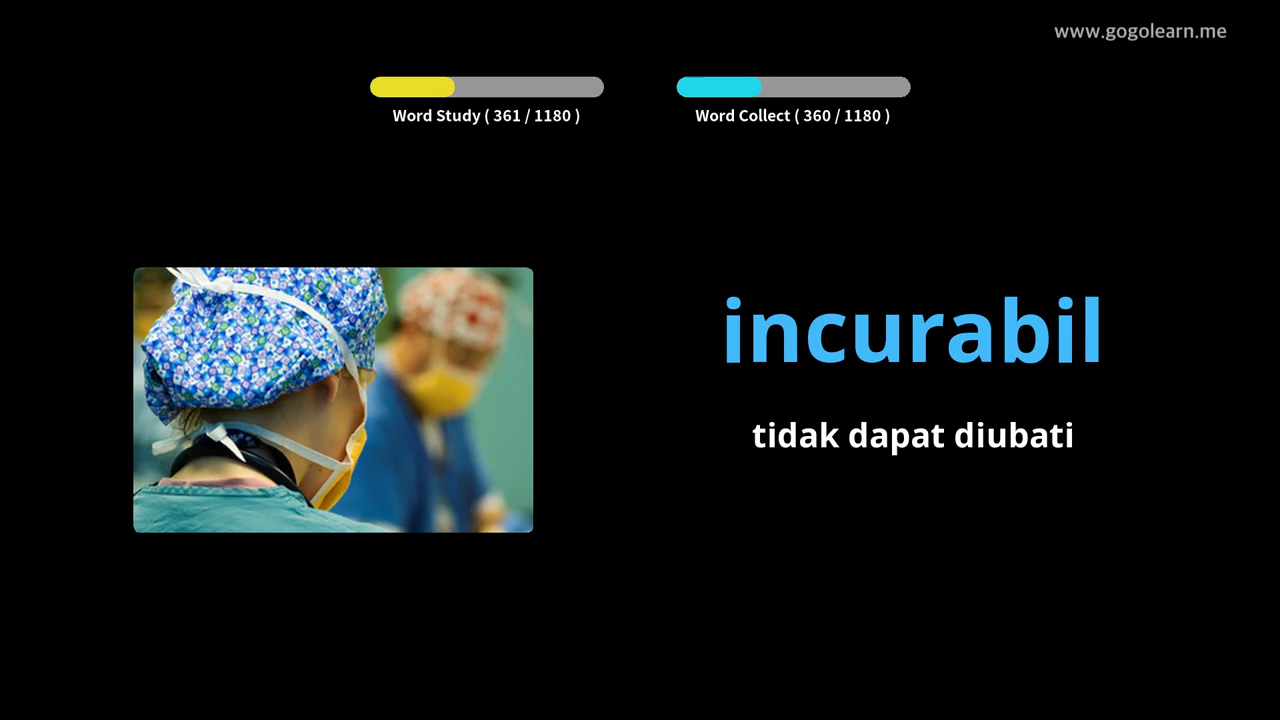 www.gogolearn.me
Word Study ( 361 / 1180 )
Word Collect ( 360 / 1180 )
incurabil
tidak dapat diubati